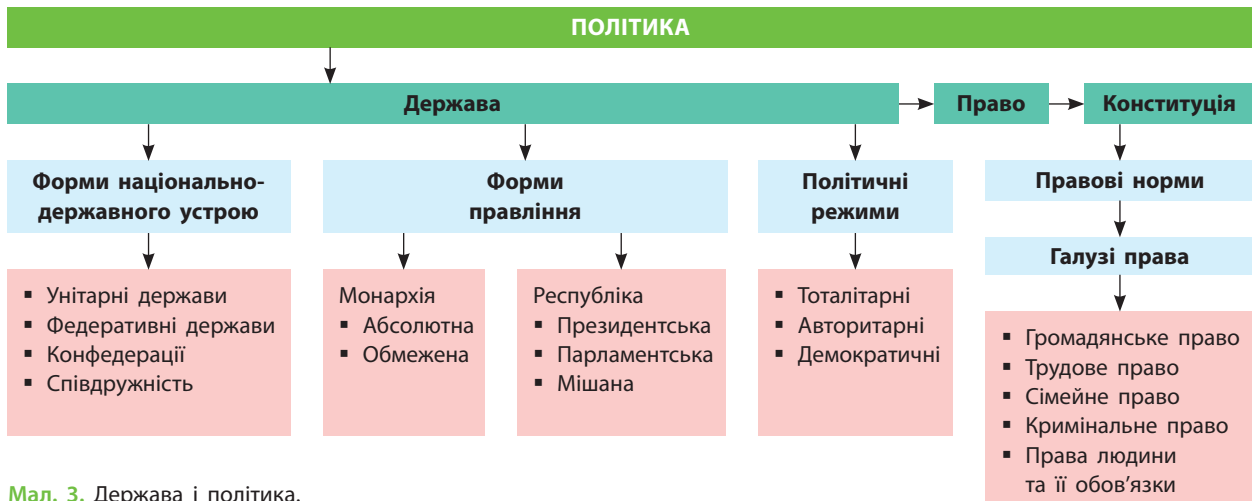 ПОЛІТИКА
Держава
Право
Конституція
Форми національно-
державного устрою
Форми
правління
Політичні
режими
Правові норми
Галузі права
▪ Унітарні держави
▪ Федеративні держави
▪ Конфедерації
▪ Співдружність
Монархія
▪ Абсолютна
▪ Обмежена
Республіка
▪ Президентська
▪ Парламентська
▪ Мішана
▪ Тоталітарні
▪ Авторитарні
▪ Демократичні
▪ Громадянське право
▪ Трудове право
▪ Сімейне право
▪ Кримінальне право
▪ Права людини
та її обов’язки
Мал. 3. Держава і політика.